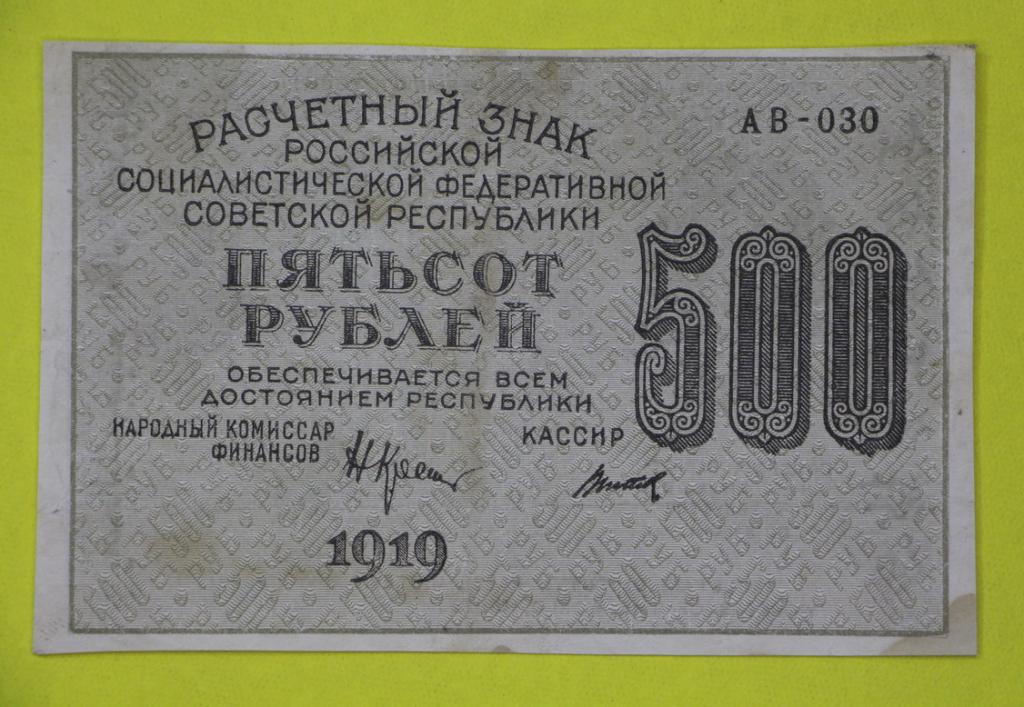 РАСЧЕТНЫЙ ЗНАК
АВ-030
РОССИЙСКОЙ
СОЦИАЛИСТИЧЕСКОЙ ФЕДЕРАТИВНОЙ
СОВЕТСКОЙ РЕСПУБЛИКИ
ПЯТЬСОТ
РУБЛЕЙ
500
ОБЕСПЕЧИВАЕТСЯ ВСЕМ
ДОСТОЯНИЕМ РЕСПУБЛИКИ
НАРОДНЫЙ КОМИССАР
ФИНАНСОВ
КАССИР
1919